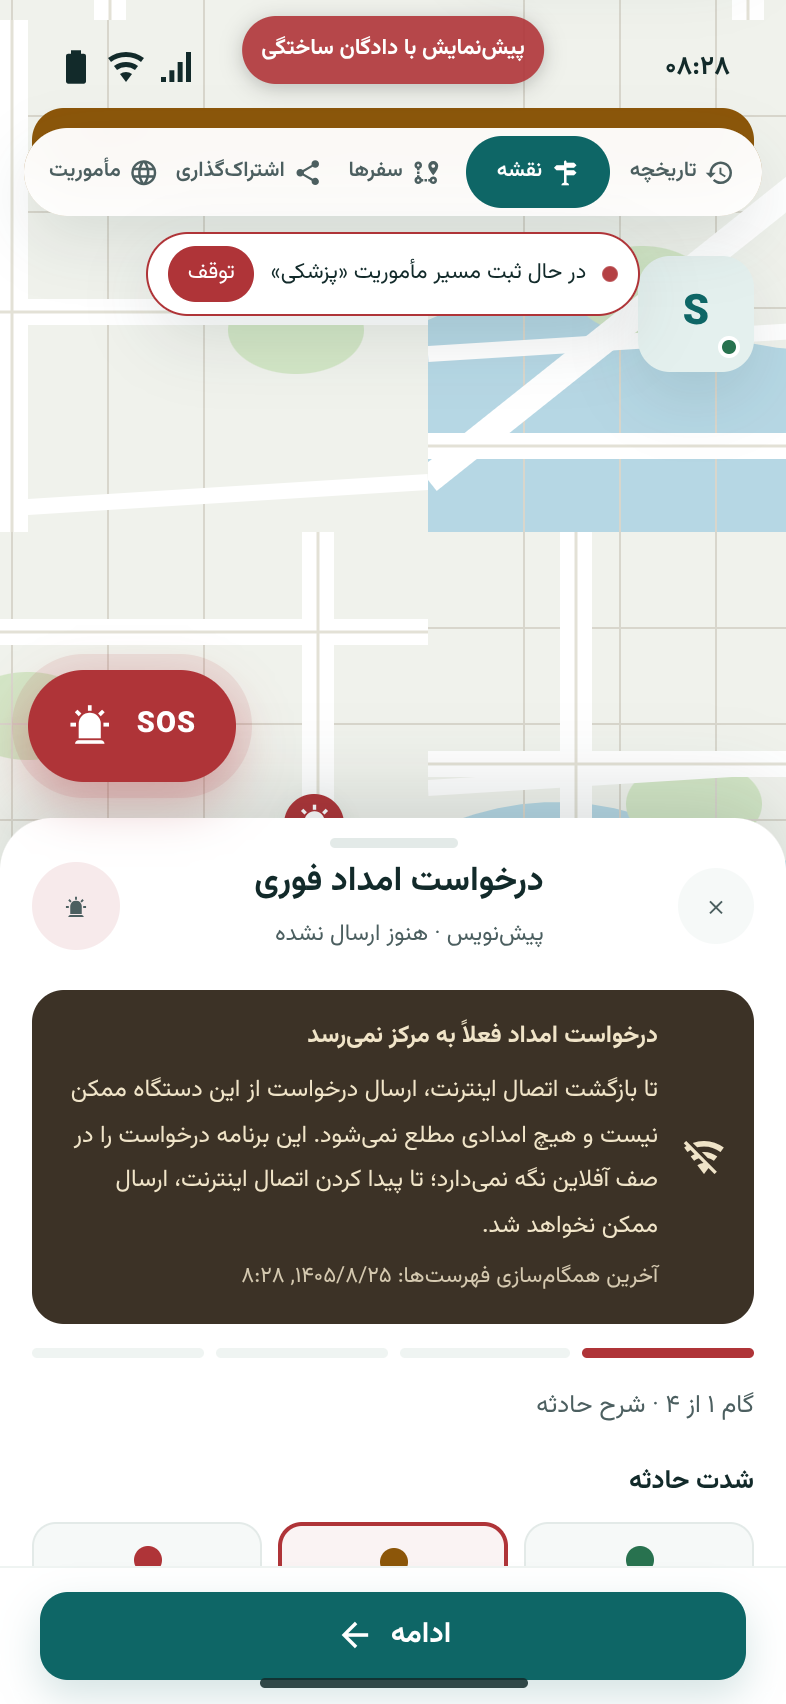 ۰۸:۲۸
پیش‌نمایش با دادگان ساختگی
تاریخچه
نقشه
سفرها
اشتراک‌گذاری
مأموریت
در حال ثبت مسیر مأموریت «پزشکی»
توقف
S
SOS
درخواست امداد فوری
پیش‌نویس · هنوز ارسال نشده
درخواست امداد فعلاً به مرکز نمی‌رسد
تا بازگشت اتصال اینترنت، ارسال درخواست از این دستگاه ممکن
نیست و هیچ امدادی مطلع نمی‌شود. این برنامه درخواست را در
صف آفلاین نگه نمی‌دارد؛ تا پیدا کردن اتصال اینترنت، ارسال
ممکن نخواهد شد.
آخرین همگام‌سازی فهرست‌ها: ۱۴۰۵/۸/۲۵, ۸:۲۸
گام ۱ از ۴ · شرح حادثه
شدت حادثه
ادامه